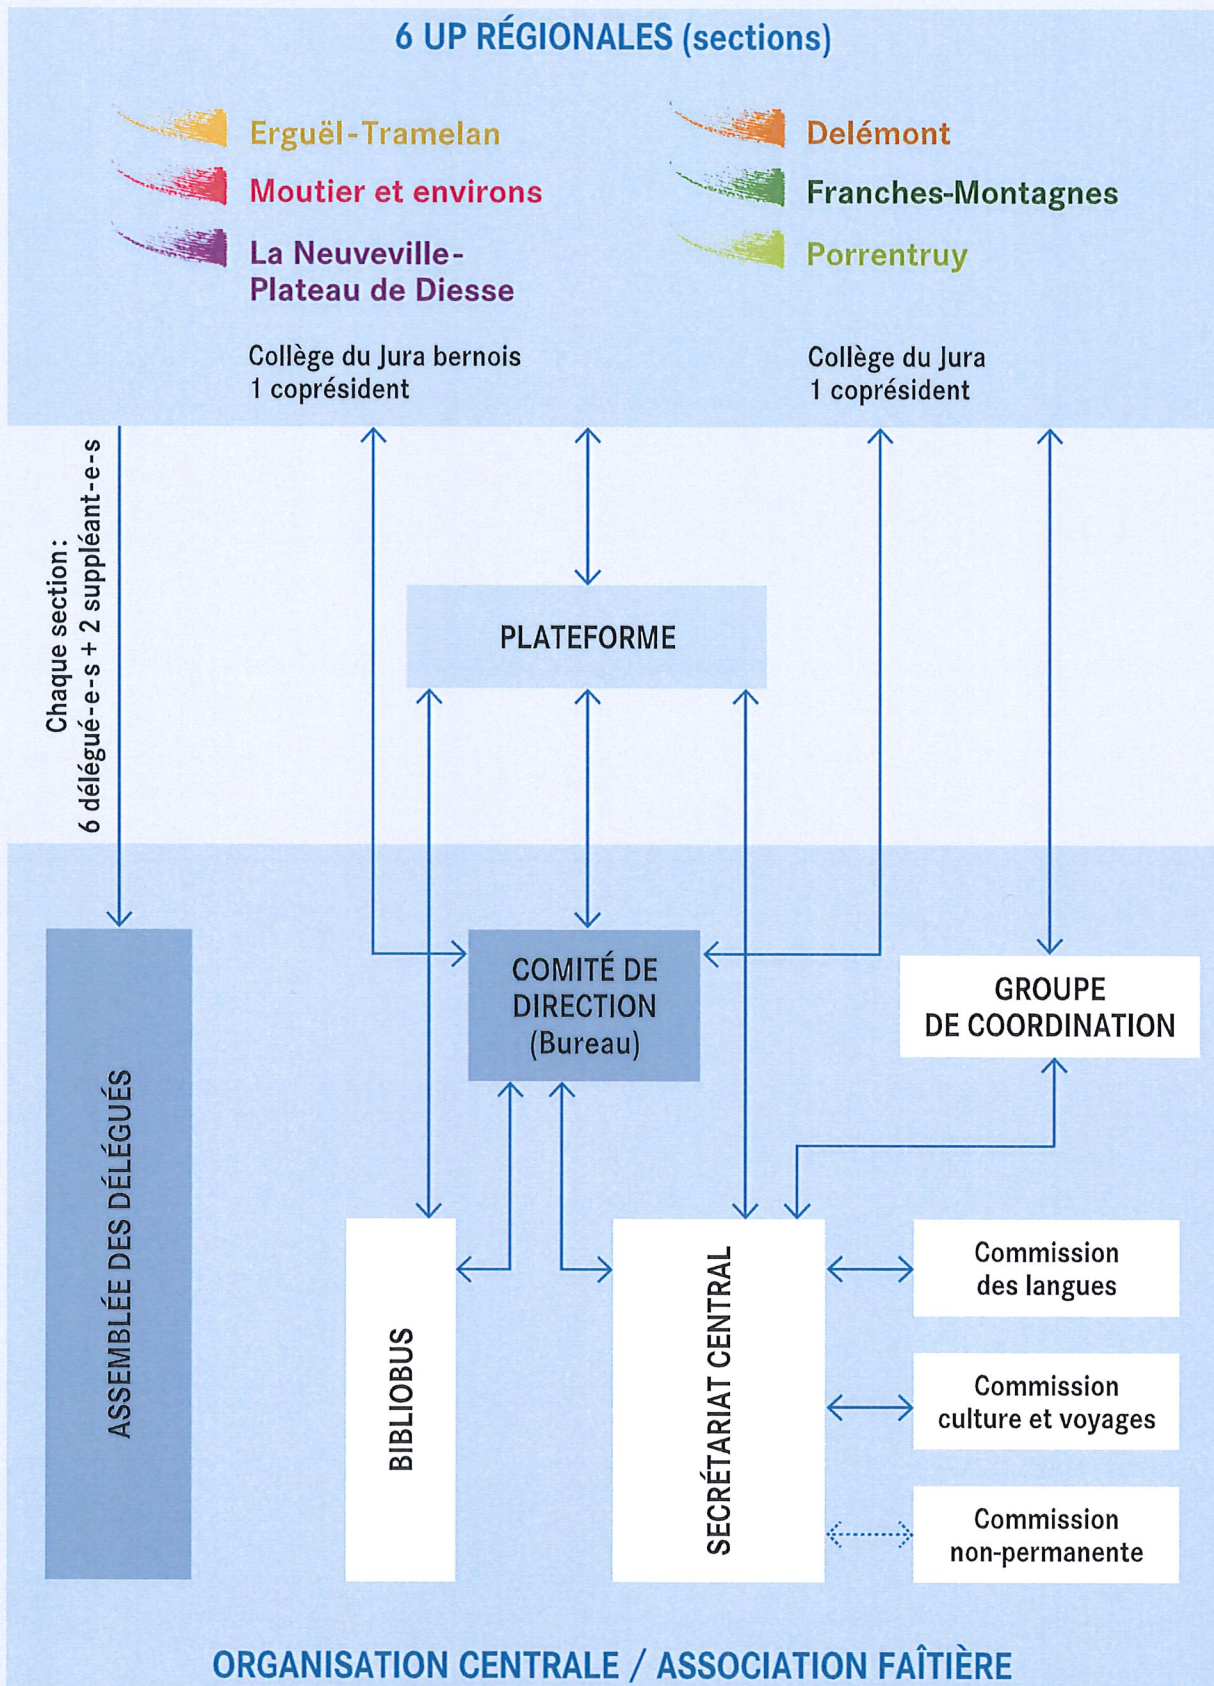 6 UP RÉGIONALES (sections)
Erguël-Tramelan
Moutier et environs
La Neuveville-
Plateau de Diesse
Collège du Jura bernois
1 coprésident
Delémont
Franches-Montagnes
Porrentruy
Collège du Jura
1 coprésident
Chaque section :
6 délégué-e-s + 2 suppléant-e-s
PLATEFORME
COMITÉ DE
DIRECTION
(Bureau)
GROUPE
DE COORDINATION
ASSEMBLÉE DES DÉLÉGUÉS
BIBLIOBUS
SECRÉTARIAT CENTRAL
Commission
des langues
Commission
culture et voyages
Commission
non-permanente
ORGANISATION CENTRALE / ASSOCIATION FAÎTIÈRE